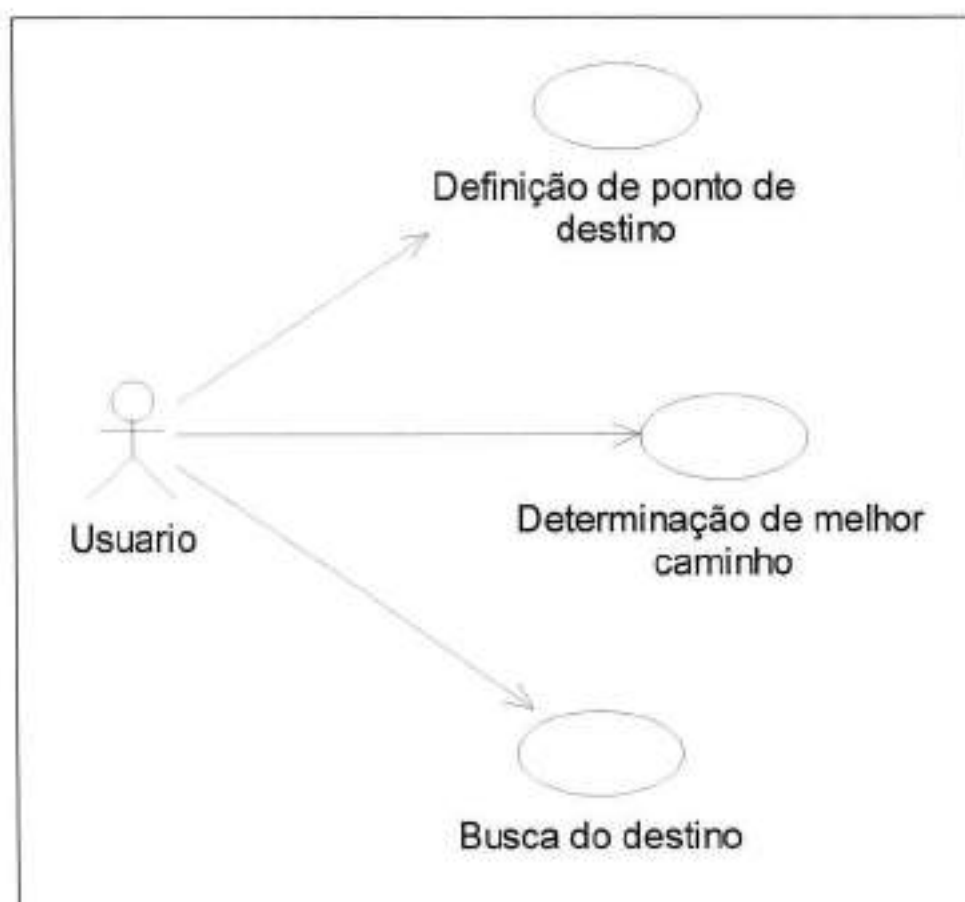 Definição de ponto de
destino
Usuario
Determinação de melhor
caminho
Busca do destino